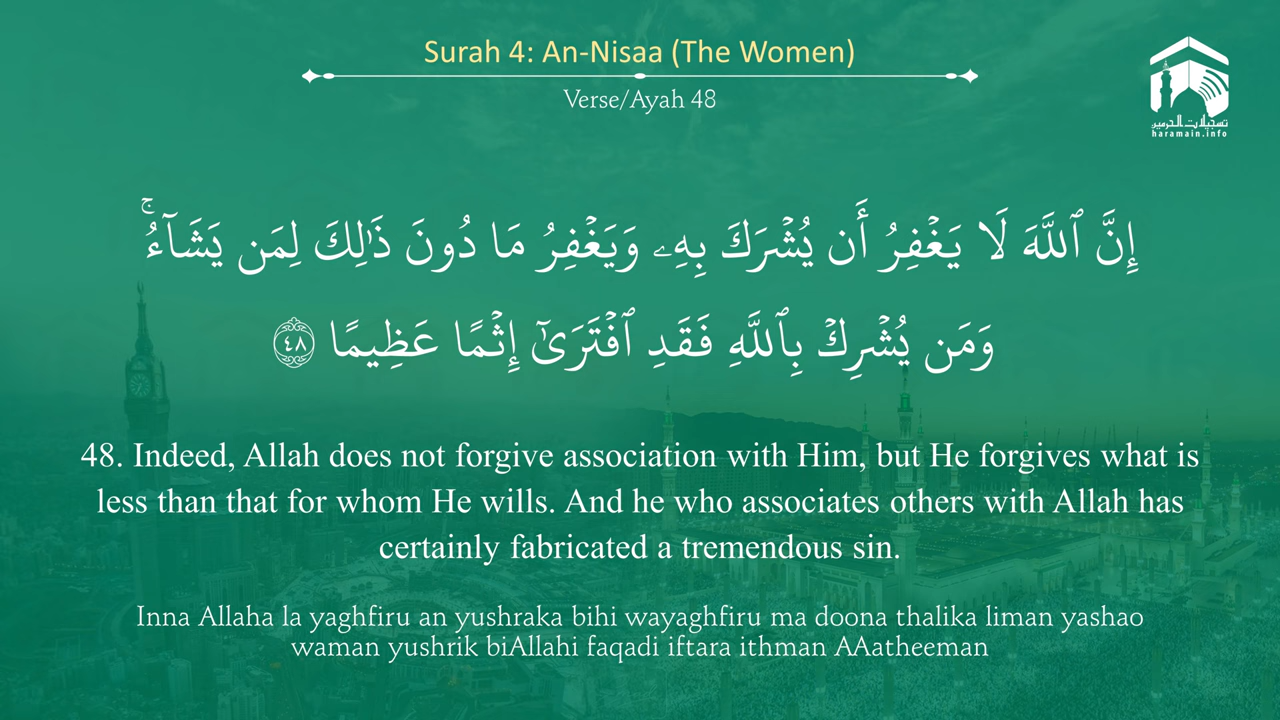 Surah 4: An-Nisaa (The Women)
Verse/Ayah 48
تسجيلات الحرمين
haramain.info
إِنَّ ٱللَّهَ لَا يَغْفِرُ أَن يُشْرَكَ بِهِۦ وَيَغْفِرُ مَا دُونَ ذَٰلِكَ لِمَن يَشَآءُ ۚ
وَمَن يُشْرِكْ بِٱللَّهِ فَقَدِ ٱفْتَرَىٰٓ إِثْمًا عَظِيمًا ٤٨
48. Indeed, Allah does not forgive association with Him, but He forgives what is
less than that for whom He wills. And he who associates others with Allah has
certainly fabricated a tremendous sin.
Inna Allaha la yaghfiru an yushraka bihi wayaghfiru ma doona thalika liman yashao
waman yushrik biAllahi faqadi iftara ithman AAatheeman